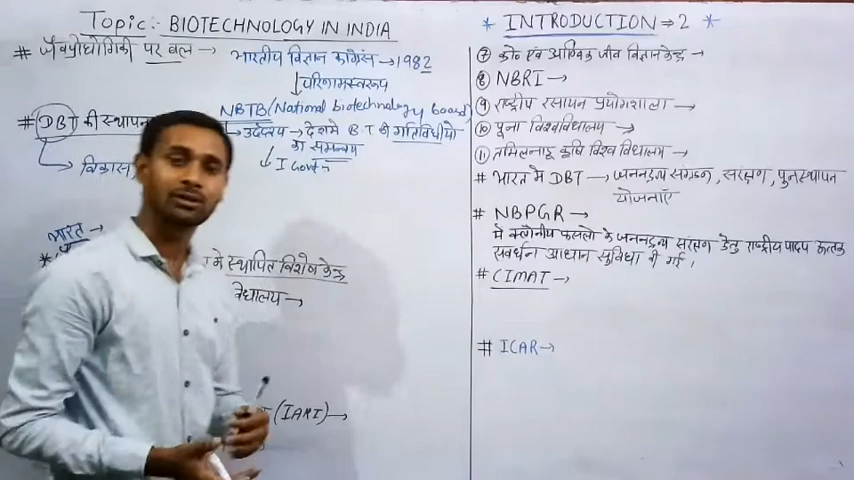 Topic:- BIOTECHNOLOGY IN INDIA
# जैवप्रौद्योगिकी पर बल →
भारतीय विज्ञान कांग्रेस → 1982
↓ परिणामस्वरूप
NBTB (National biotechnology board)
# DBT की स्थापना
→ उद्देश्य → देश में B.T की गतिविधियो
का समन्वय
↓
→ विकास,
I Govt
भारत →
मे स्थापित विशेष केन्द्र
→
(IARI) →
* INTRODUCTION ⇒ 2 *
⑦ को० एवं आण्विक जीव विज्ञान केन्द्र →
⑧ NBRI →
⑨ राष्ट्रीय रसायन प्रयोगशाला →
⑩ पूना विश्वविद्यालय →
⑪ तमिलनाडू कृषि विश्वविद्यालय →
# भारत मे DBT → जननद्रव्य संग्रहण, संरक्षण, पुनस्थापन
योजनाएँ
# NBPGR →
मे क्लोनीय फसलो के जननद्रव्य संरक्षण हेतु राष्ट्रीय पादप ऊतक
संवर्धन आधान सुविधा दी गई।
# CIMAT →
# ICAR →